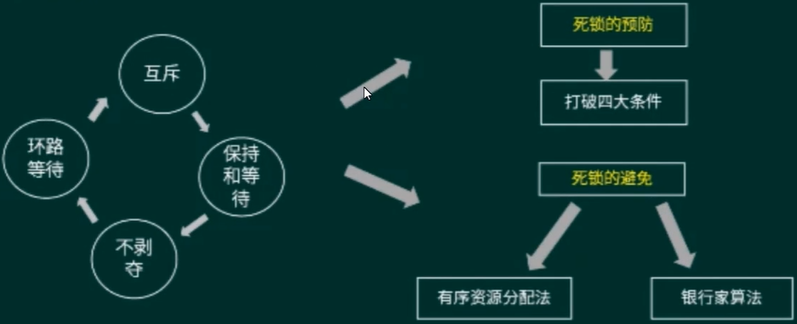 互斥
保持
和等
待
不剥
夺
环路
等待
死锁的预防
打破四大条件
死锁的避免
有序资源分配法
银行家算法